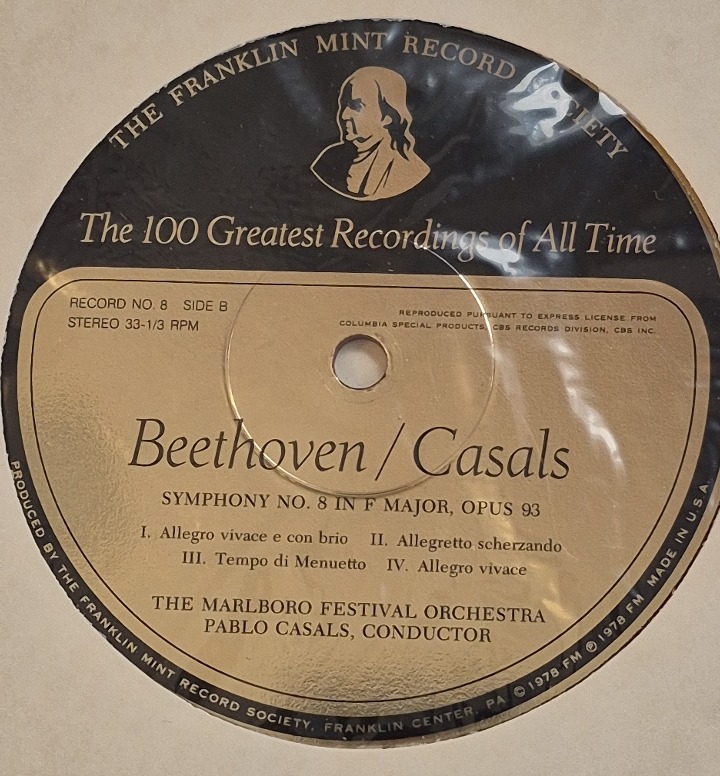 THE FRANKLIN MINT RECORD SOCIETY
The 100 Greatest Recordings of All Time
RECORD NO. 8 SIDE B
STEREO 33-1/3 RPM
REPRODUCED PURSUANT TO EXPRESS LICENSE FROM
COLUMBIA SPECIAL PRODUCTS, CBS RECORDS DIVISION, CBS INC.
Beethoven / Casals
SYMPHONY NO. 8 IN F MAJOR, OPUS 93
I. Allegro vivace e con brio II. Allegretto scherzando
III. Tempo di Menuetto IV. Allegro vivace
THE MARLBORO FESTIVAL ORCHESTRA
PABLO CASALS, CONDUCTOR
PRODUCED BY THE FRANKLIN MINT RECORD SOCIETY, FRANKLIN CENTER, PA © 1978 FM ℗ 1978 FM MADE IN U.S.A.